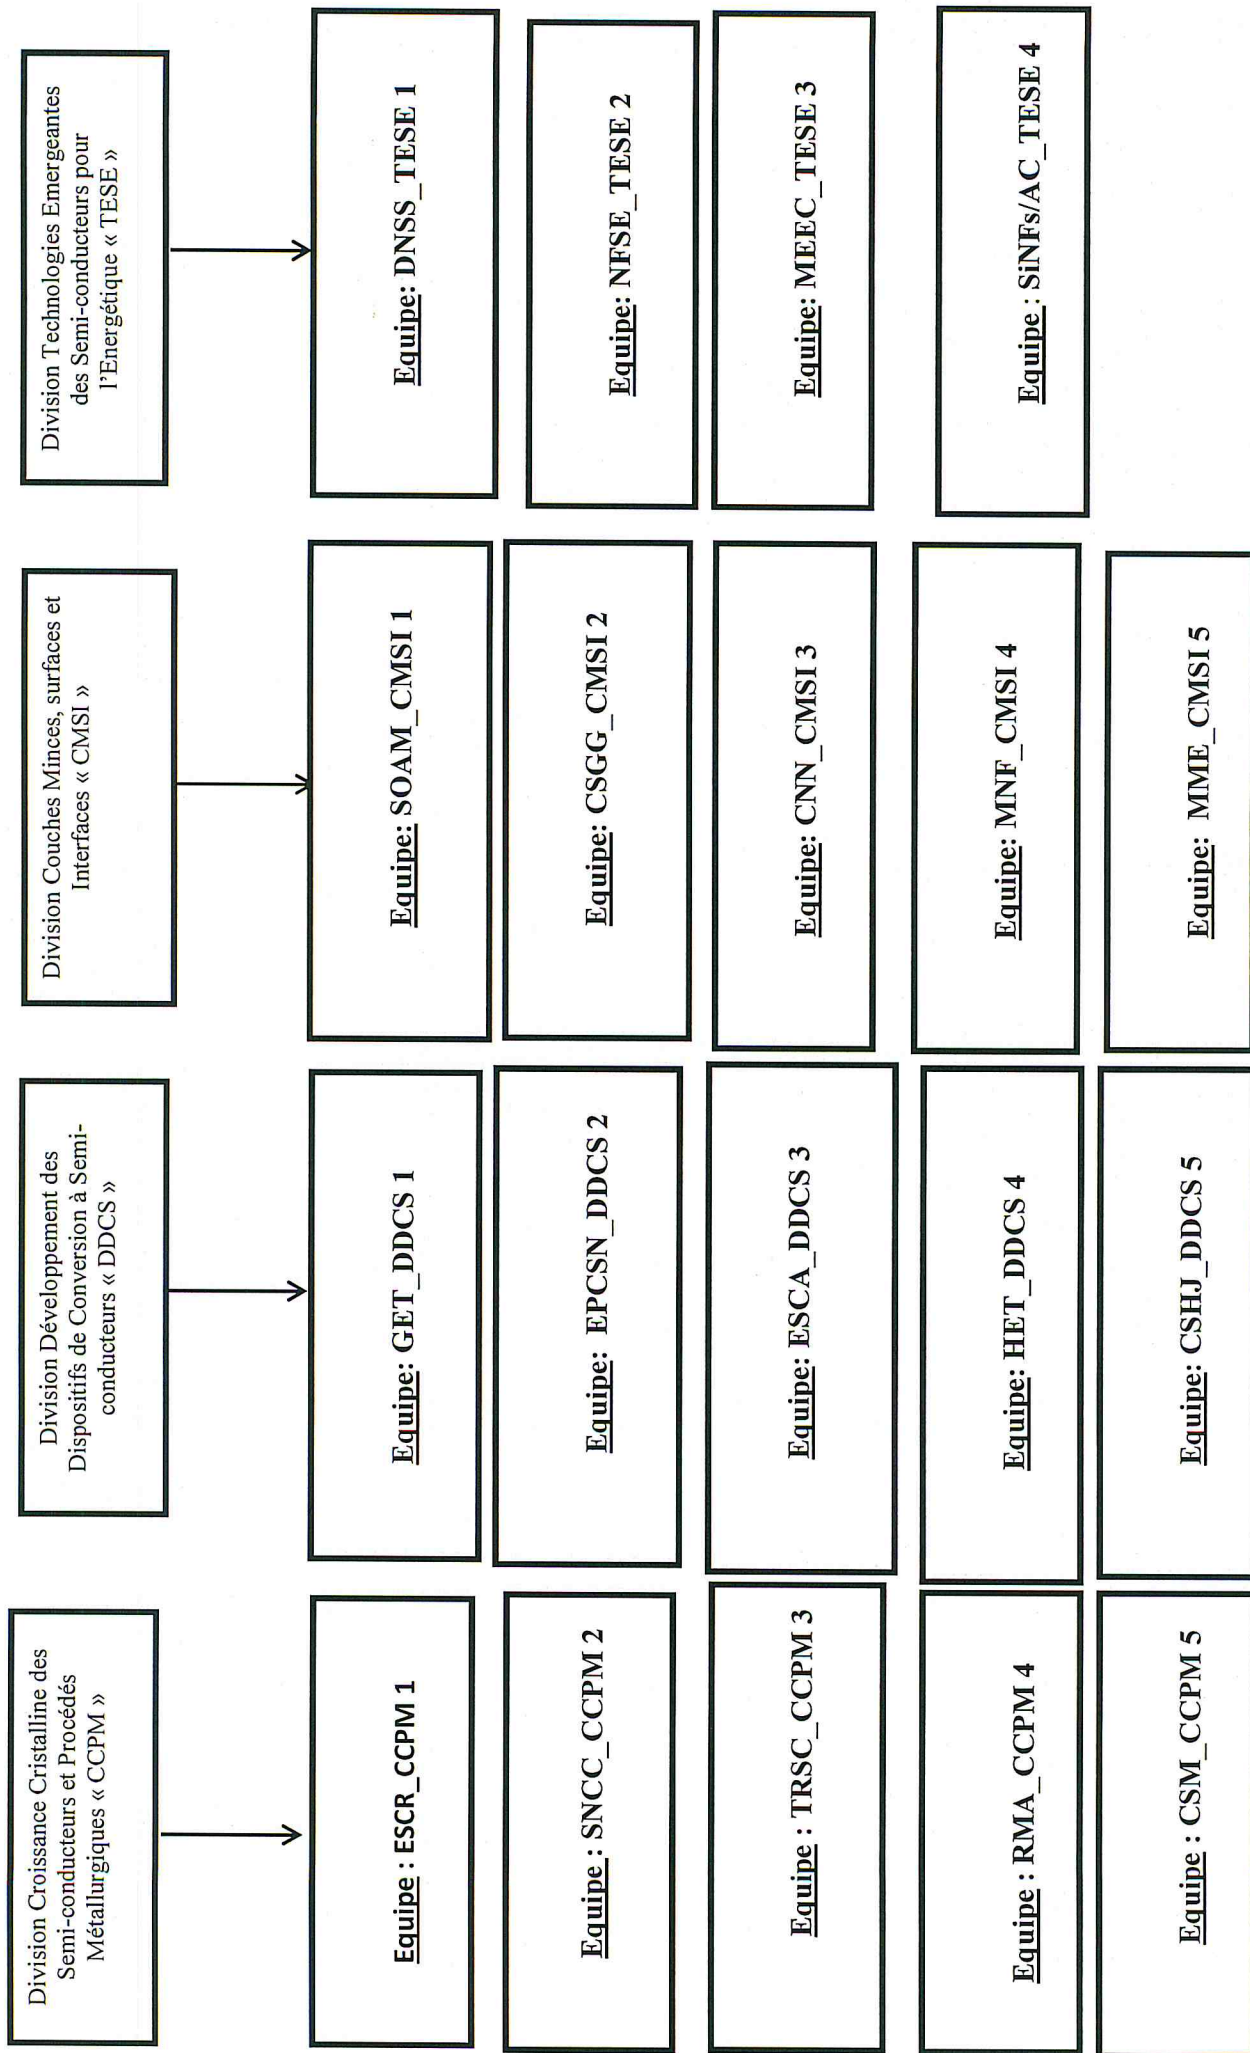 Division Croissance Cristalline des
Semi-conducteurs et Procédés
Métallurgiques « CCPM »
Equipe : ESCR_CCPM 1
Equipe : SNCC_CCPM 2
Equipe : TRSC_CCPM 3
Equipe : RMA_CCPM 4
Equipe : CSM_CCPM 5
Division Développement des
Dispositifs de Conversion à Semi-
conducteurs « DDCS »
Equipe: GET_DDCS 1
Equipe: EPCSN_DDCS 2
Equipe: ESCA_DDCS 3
Equipe: HET_DDCS 4
Equipe: CSHJ_DDCS 5
Division Couches Minces, surfaces et
Interfaces « CMSI »
Equipe: SOAM_CMSI 1
Equipe: CSGG_CMSI 2
Equipe: CNN_CMSI 3
Equipe: MNF_CMSI 4
Equipe: MME_CMSI 5
Division Technologies Emergeantes
des Semi-conducteurs pour
l'Energétique « TESE »
Equipe: DNSS_TESE 1
Equipe: NFSE_TESE 2
Equipe: MEEC_TESE 3
Equipe : SiNFs/AC_TESE 4